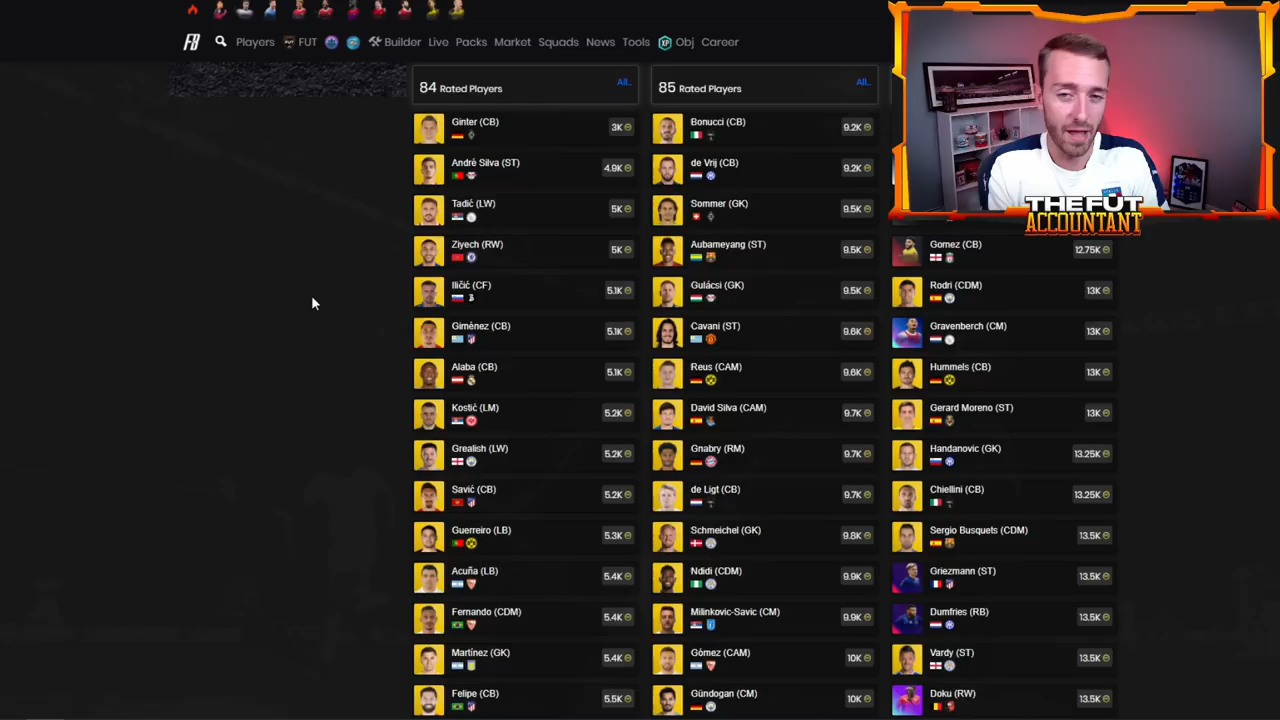 FB Players FUT Builder Live Packs Market Squads News Tools XP Obj Career
THE FUT
ACCOUNTANT
84 Rated Players All..
Ginter (CB) 3K
André Silva (ST) 4.9K
Tadić (LW) 5K
Ziyech (RW) 5K
Iličić (CF) 5.1K
Giménez (CB) 5.1K
Alaba (CB) 5.1K
Kostić (LM) 5.2K
Grealish (LW) 5.2K
Savić (CB) 5.2K
Guerreiro (LB) 5.3K
Acuña (LB) 5.4K
Fernando (CDM) 5.4K
Martínez (GK) 5.4K
Felipe (CB) 5.5K
85 Rated Players All..
Bonucci (CB) 9.2K
de Vrij (CB) 9.2K
Sommer (GK) 9.5K
Aubameyang (ST) 9.5K
Gulácsi (GK) 9.5K
Cavani (ST) 9.6K
Reus (CAM) 9.6K
David Silva (CAM) 9.7K
Gnabry (RM) 9.7K
de Ligt (CB) 9.7K
Schmeichel (GK) 9.8K
Ndidi (CDM) 9.9K
Milinkovic-Savic (CM) 9.9K
Gómez (CAM) 10K
Gündogan (CM) 10K
Gomez (CB) 12.75K
Rodri (CDM) 13K
Gravenberch (CM) 13K
Hummels (CB) 13K
Gerard Moreno (ST) 13K
Handanovic (GK) 13.25K
Chiellini (CB) 13.25K
Sergio Busquets (CDM) 13.5K
Griezmann (ST) 13.5K
Dumfries (RB) 13.5K
Vardy (ST) 13.5K
Doku (RW) 13.5K